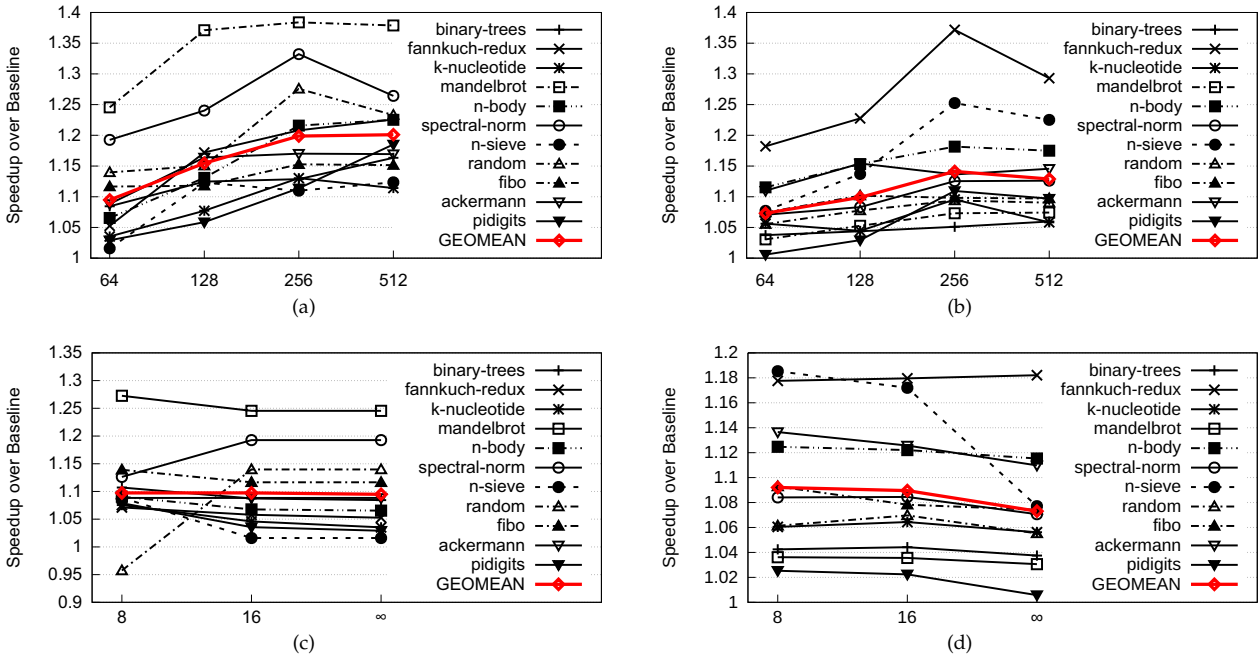 Speedup over Baseline
1.4
1.35
1.3
1.25
1.2
1.15
1.1
1.05
1
64
128
256
512
binary-trees
fannkuch-redux
k-nucleotide
mandelbrot
n-body
spectral-norm
n-sieve
random
fibo
ackermann
pidigits
GEOMEAN
(a)
Speedup over Baseline
1.4
1.35
1.3
1.25
1.2
1.15
1.1
1.05
1
64
128
256
512
binary-trees
fannkuch-redux
k-nucleotide
mandelbrot
n-body
spectral-norm
n-sieve
random
fibo
ackermann
pidigits
GEOMEAN
(b)
Speedup over Baseline
1.35
1.3
1.25
1.2
1.15
1.1
1.05
1
0.95
0.9
8
16
∞
binary-trees
fannkuch-redux
k-nucleotide
mandelbrot
n-body
spectral-norm
n-sieve
random
fibo
ackermann
pidigits
GEOMEAN
(c)
Speedup over Baseline
1.2
1.18
1.16
1.14
1.12
1.1
1.08
1.06
1.04
1.02
1
8
16
∞
binary-trees
fannkuch-redux
k-nucleotide
mandelbrot
n-body
spectral-norm
n-sieve
random
fibo
ackermann
pidigits
GEOMEAN
(d)